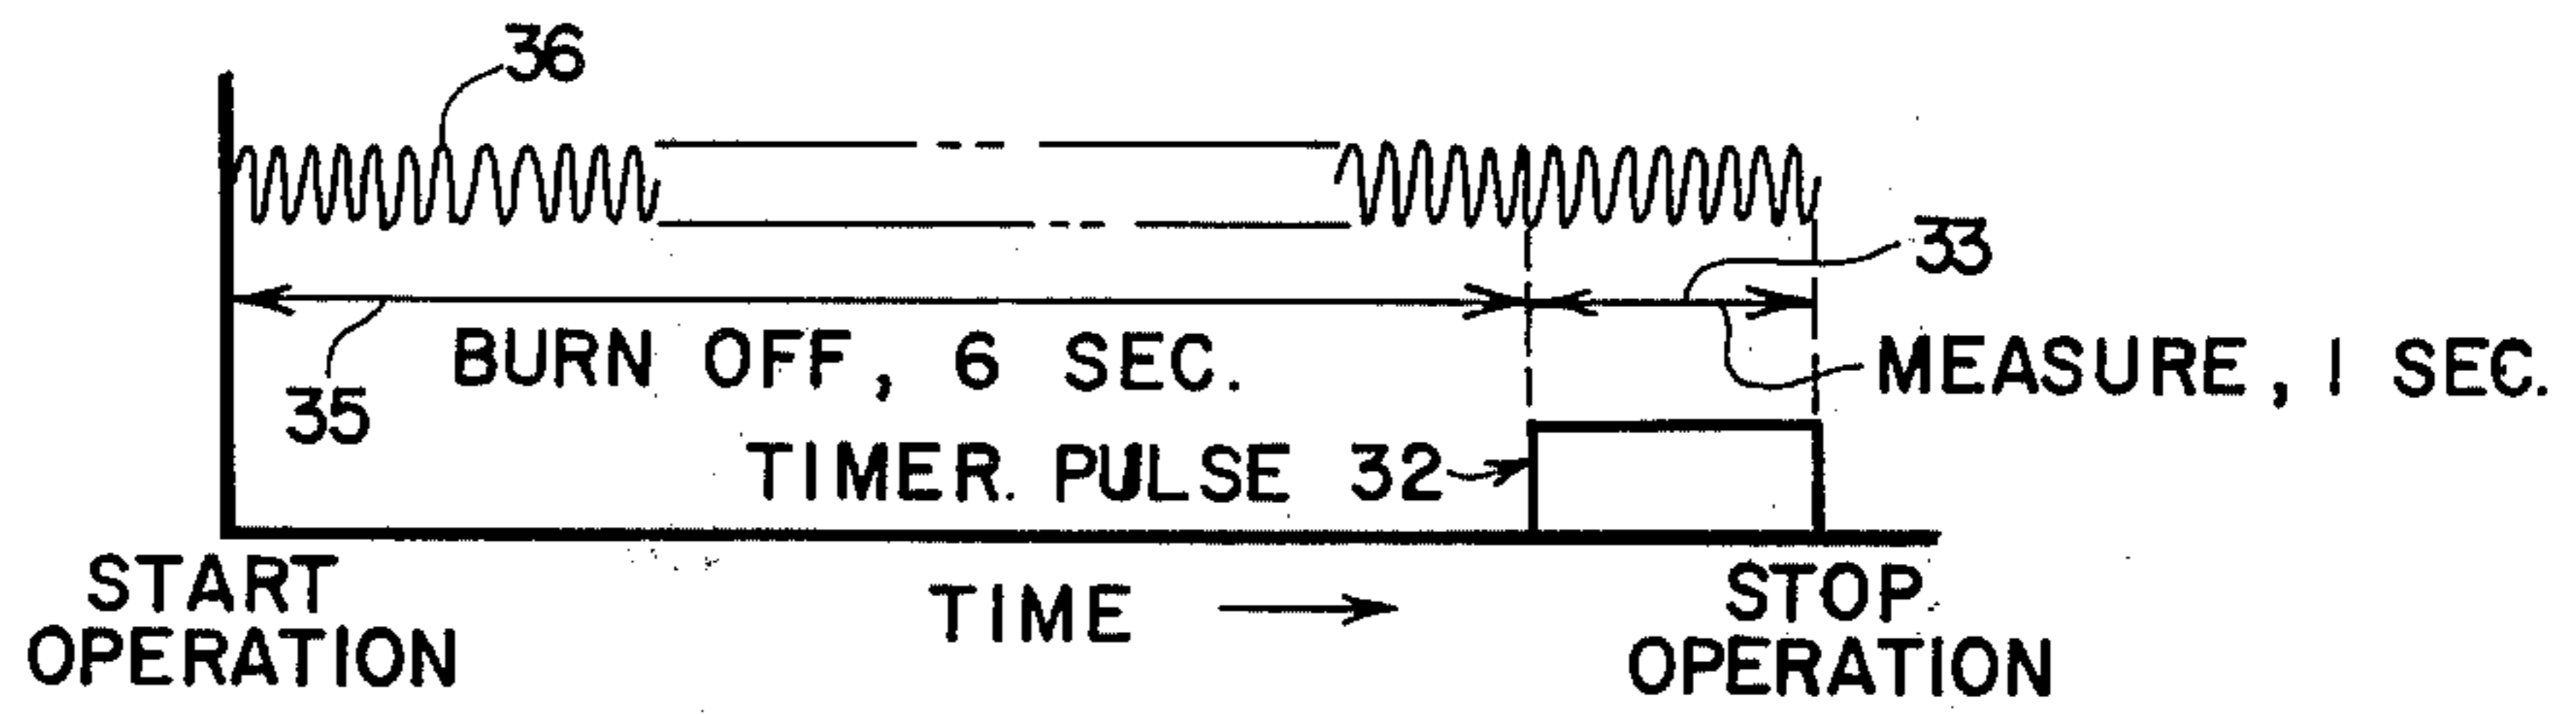 36
33
BURN OFF, 6 SEC.
MEASURE, 1 SEC.
35
TIMER PULSE 32
START
OPERATION
TIME
STOP
OPERATION